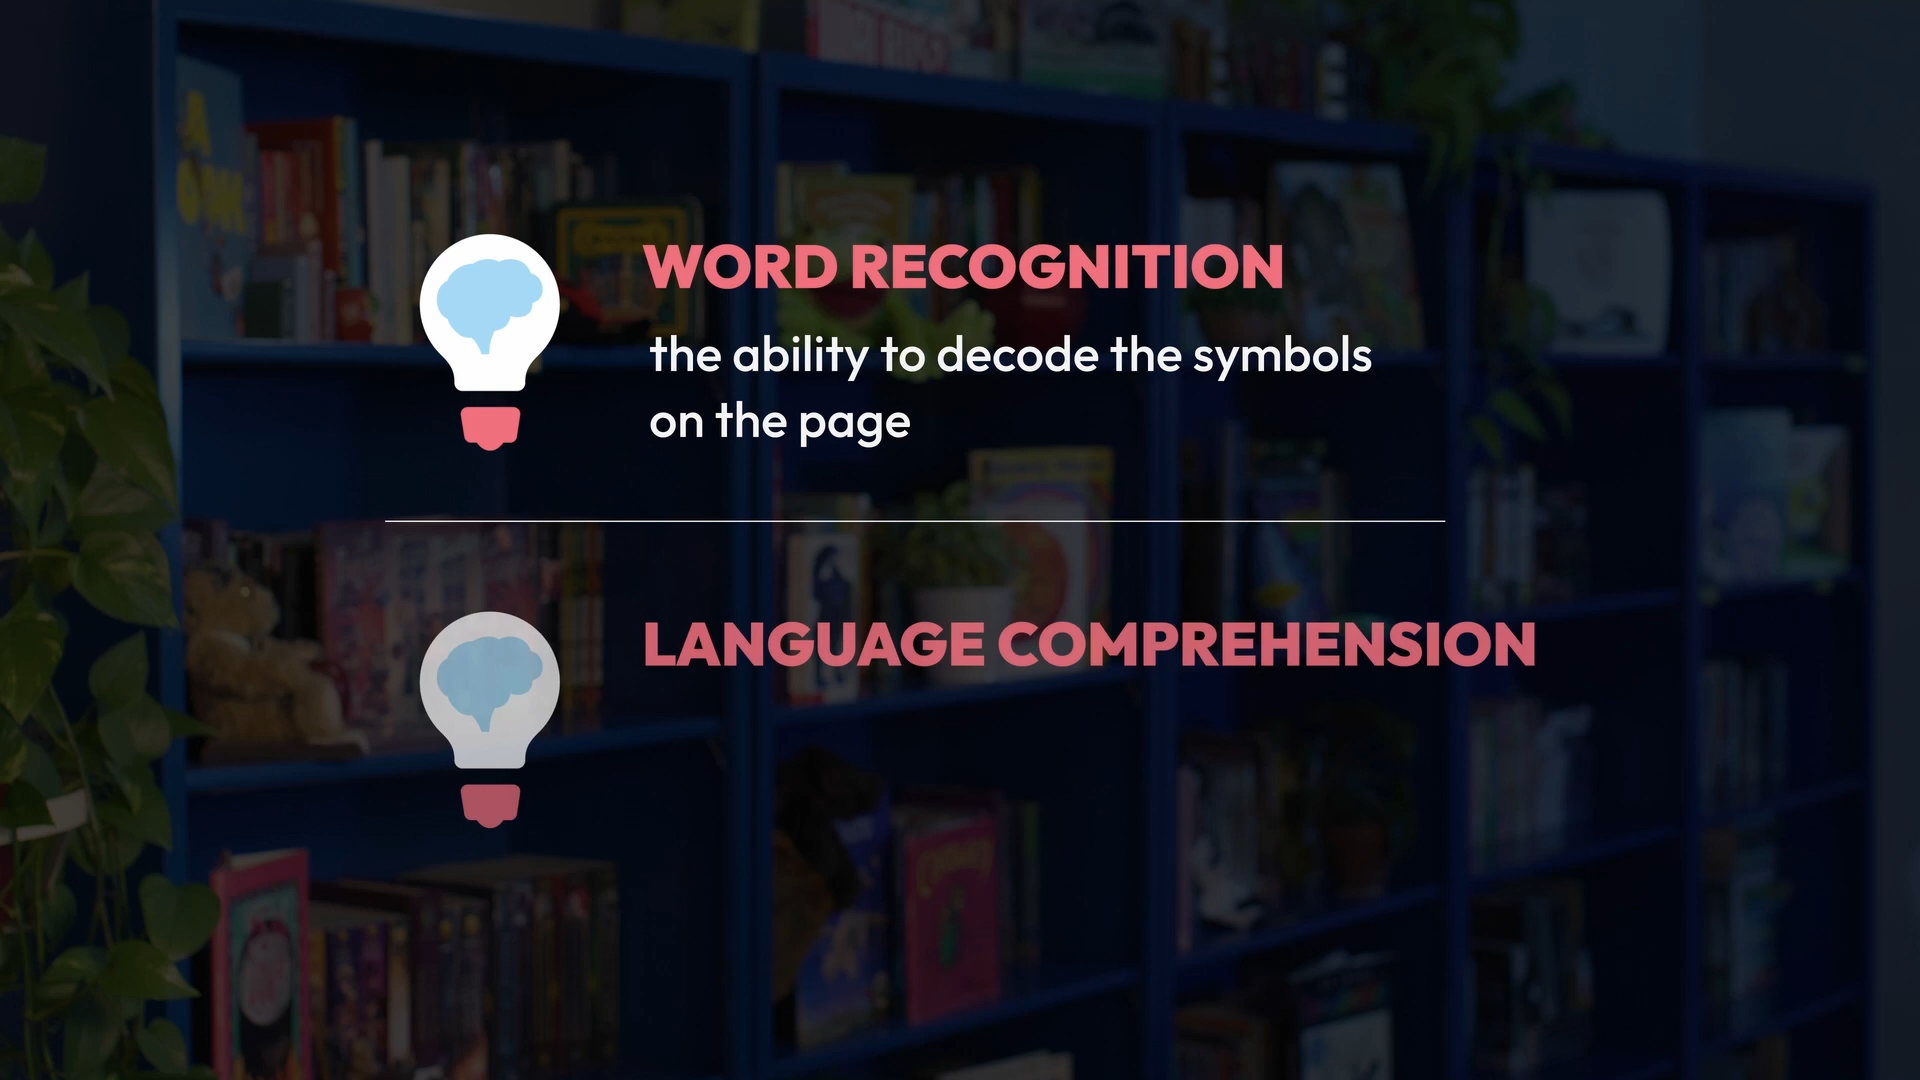 WORD RECOGNITION
the ability to decode the symbols
on the page
LANGUAGE COMPREHENSION